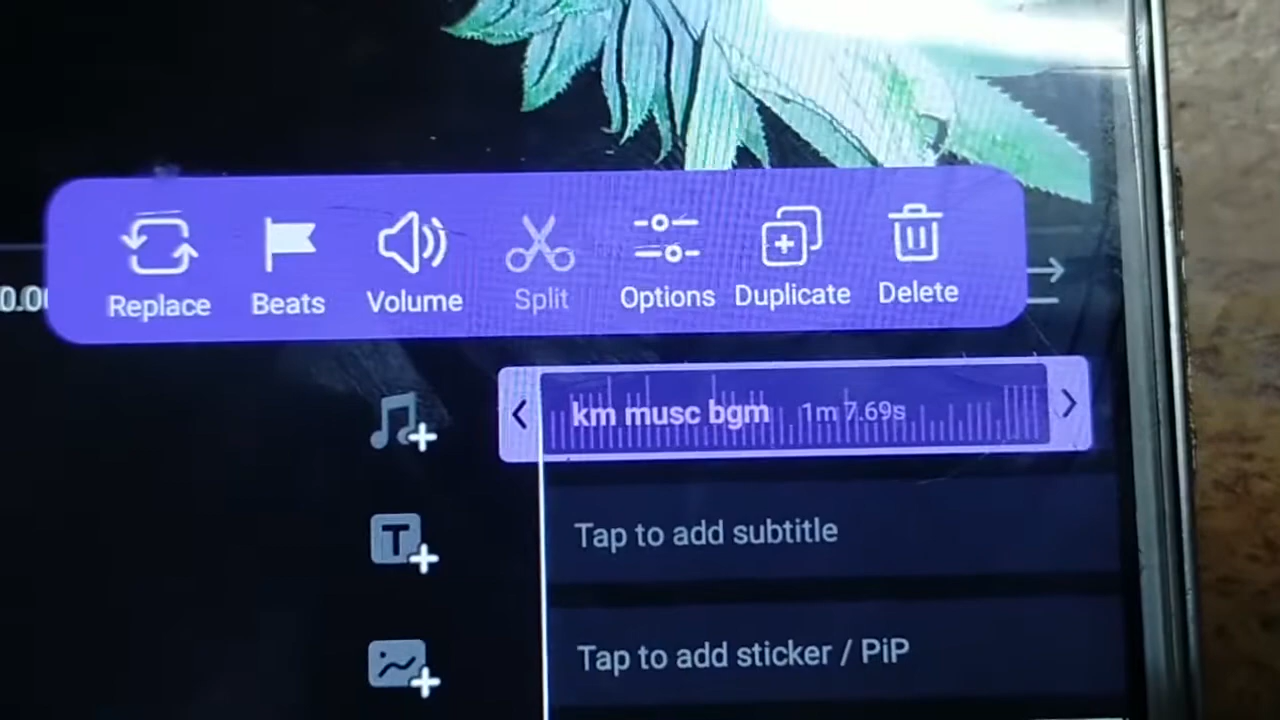 Replace Beats Volume Split Options Duplicate Delete
km musc bgm 1m 7.69s
T
Tap to add subtitle
Tap to add sticker / PiP